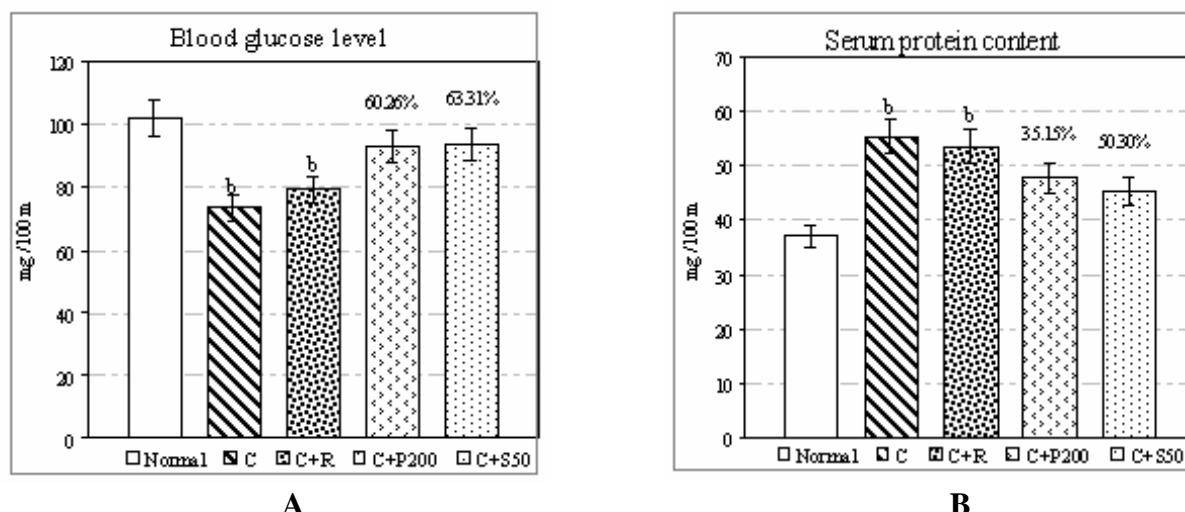 Blood glucose level
120
100
80
60
40
20
0
mg /100 m
b
b
60.26%
63.31%
Normal C C+R C+P200 C+S50
A
Serum protein content
70
60
50
40
30
20
10
0
mg /100 m
b
b
35.15%
50.30%
Normal C C+R C+P200 C+S50
B